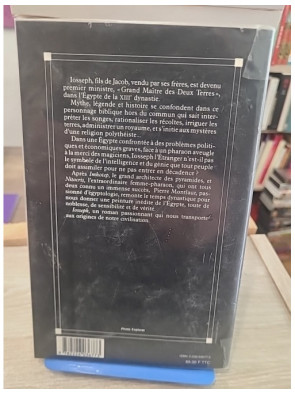 Iosseph, fils de Jacob, vendu par ses frères, est devenu
premier ministre, «Grand Maître des Deux Terres»,
dans l'Égypte de la XIIIe dynastie.
Mythe, légende et histoire se confondent dans ce
personnage biblique hors du commun qui sait inter-
préter les songes, rationaliser les récoltes, irriguer les
terres, administrer un royaume, et s'initie aux mystères
d'une religion polythéiste.
Dans une Égypte confrontée à des problèmes politi-
ques et économiques graves, face à un pharaon aveugle
à la merci des magiciens, Iosseph l'Étranger n'est-il pas
le symbole de l'intelligence et du génie que tout peuple
doit assimiler pour ne pas entrer en décadence ?
Après Imhotep, le grand architecte des pyramides, et
Nitocris, l'extraordinaire femme-pharaon, qui ont tous
deux connu un immense succès, Pierre Montlaur, pas-
sionné d'égyptologie, remonte le temps dynastique pour
nous donner une peinture inédite de l'Égypte, toute de
noblesse, de sensibilité et de vérité.
Iosseph, un roman passionnant qui nous transporte
aux origines de notre civilisation.